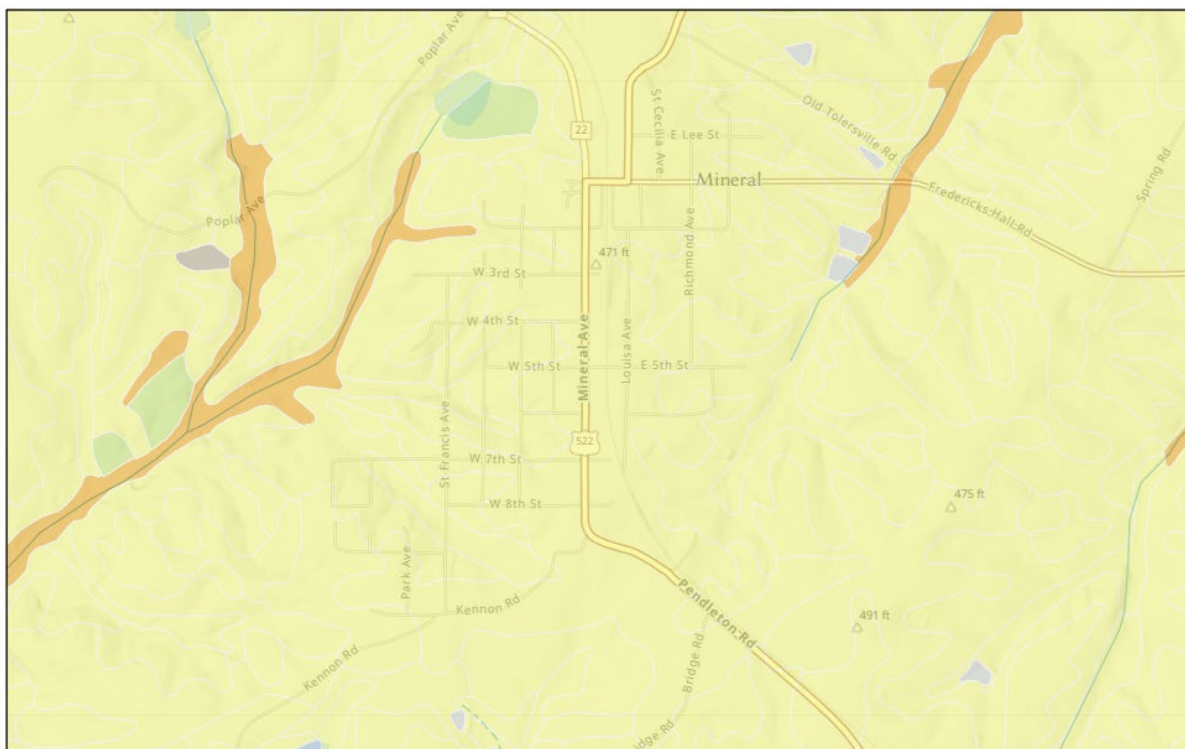 Poplar Ave
22
St Cecilia Ave
E Lee St
Old Tolersville Rd
Mineral
Fredericks-Hall-Rd
Spring Rd
Poplar Ave
Richmond Ave
471 ft
W 3rd St
W 4th St
Mineral Ave
Louisa Ave
W 5th St
E 5th St
St Francis Ave
522
W 7th St
475 ft
W 8th St
Park Ave
Kennon Rd
Pendleton-Rd
491 ft
Bridge Rd
Kennon Rd
idge Rd